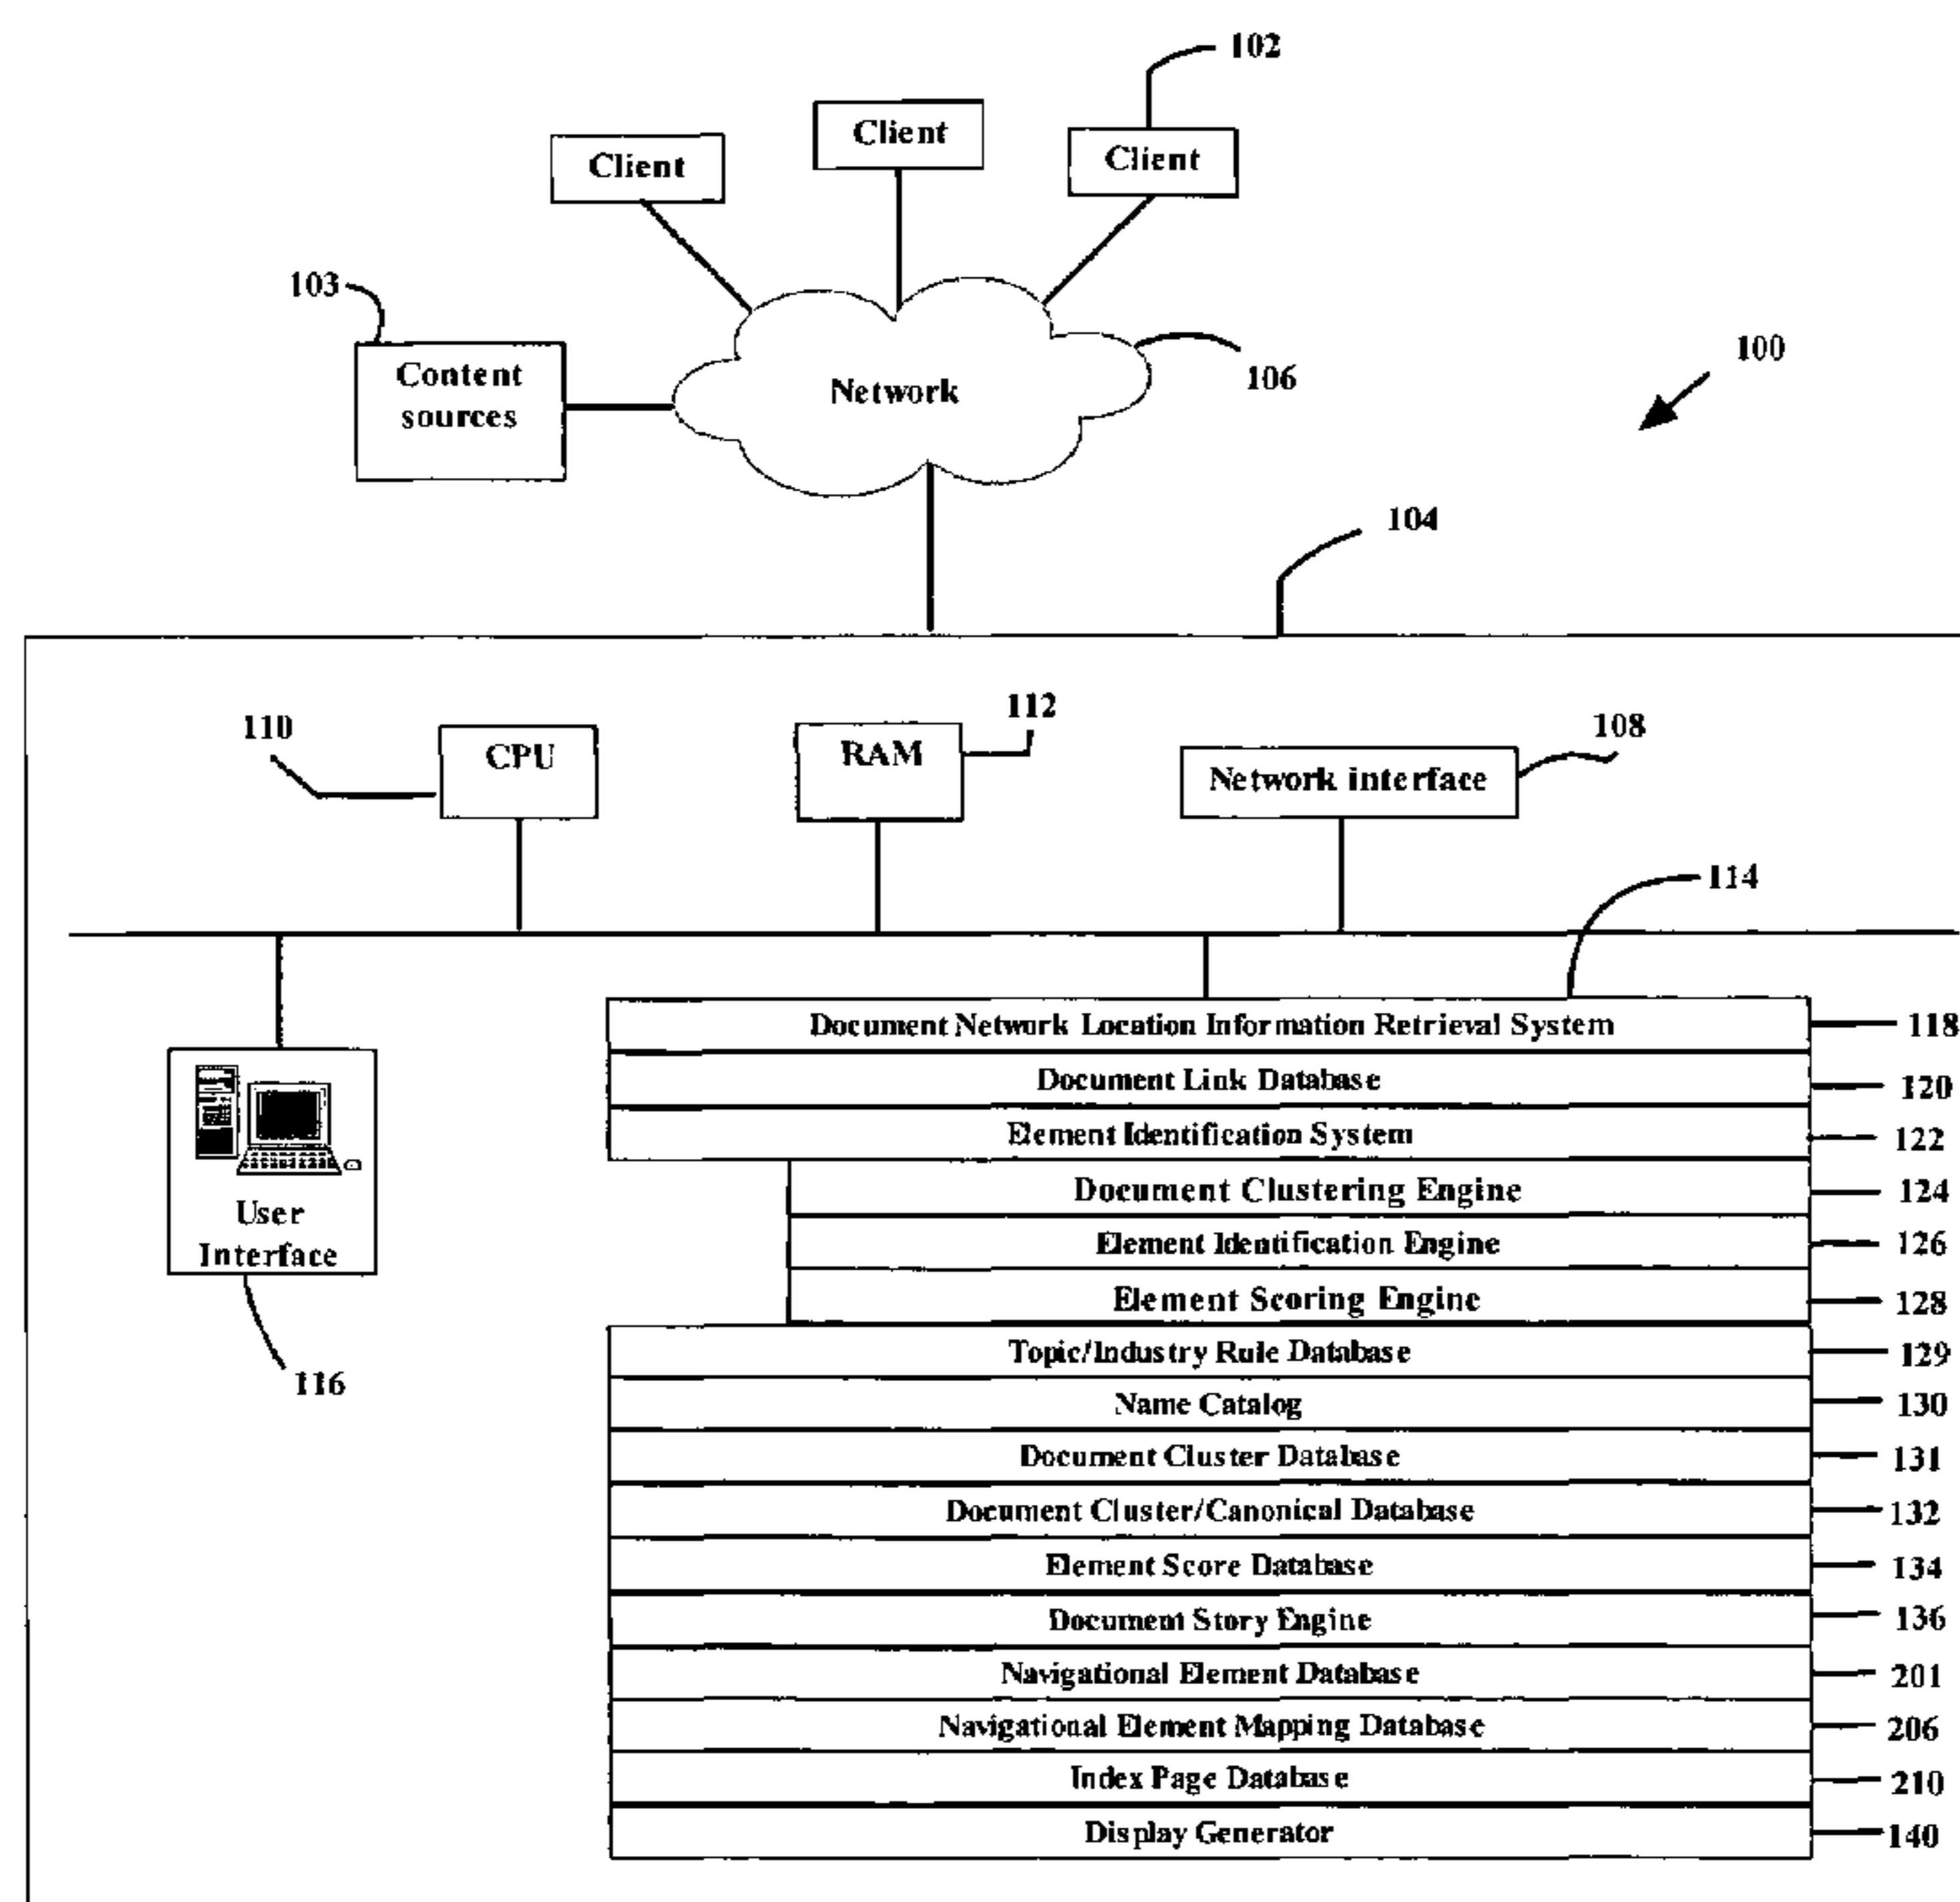 102
Client
Client
Client
103
Content
sources
Network
106
100
104
110
CPU
RAM
112
Network interface
108
114
Document Network Location Information Retrieval System
118
Document Link Database
120
Element Identification System
122
Document Clustering Engine
124
Element Identification Engine
126
Element Scoring Engine
128
Topic/Industry Rule Database
129
Name Catalog
130
Document Cluster Database
131
Document Cluster/Canonical Database
132
Element Score Database
134
Document Story Engine
136
Navigational Element Database
201
Navigational Element Mapping Database
206
Index Page Database
210
Display Generator
140
User
Interface
116